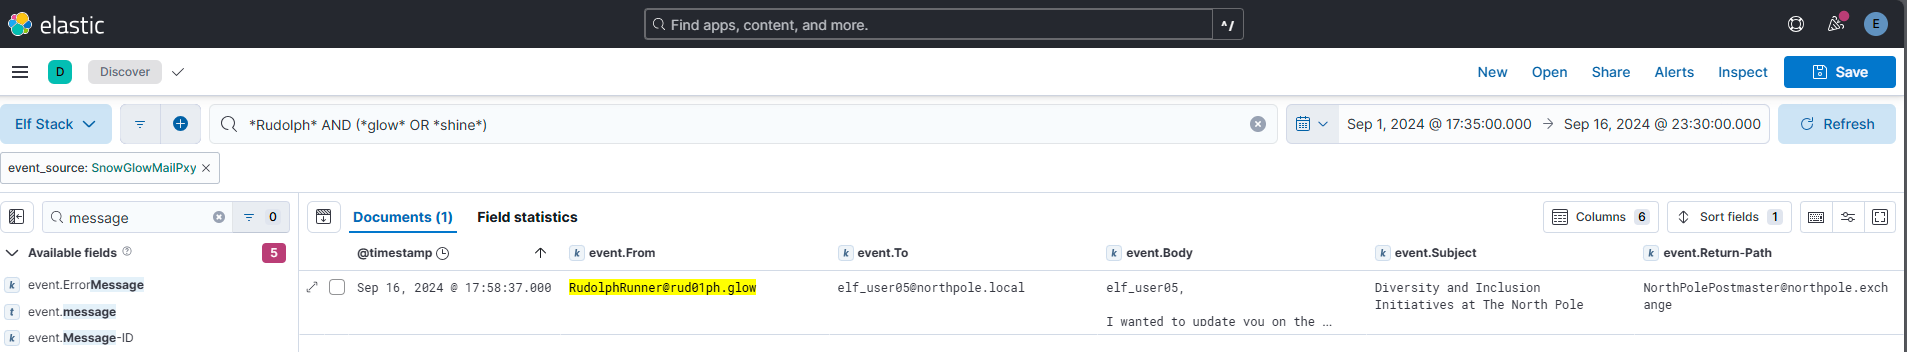 elastic
Find apps, content, and more.
^/
E
D
Discover
New
Open
Share
Alerts
Inspect
Save
Elf Stack
*Rudolph* AND (*glow* OR *shine*)
Sep 1, 2024 @ 17:35:00.000 → Sep 16, 2024 @ 23:30:00.000
Refresh
event_source: SnowGlowMailPxy ×
message
0
Documents (1)
Field statistics
Columns 6
Sort fields 1
Available fields
5
@timestamp
k event.From
k event.To
k event.Body
k event.Subject
k event.Return-Path
k event.ErrorMessage
t event.message
k event.Message-ID
Sep 16, 2024 @ 17:58:37.000
RudolphRunner@rud01ph.glow
elf_user05@northpole.local
elf_user05,
I wanted to update you on the …
Diversity and Inclusion
Initiatives at The North Pole
NorthPolePostmaster@northpole.exch
ange